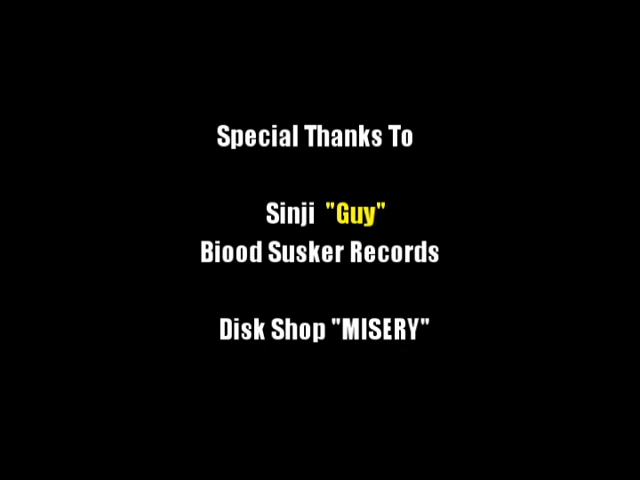 Special Thanks To
Sinji "Guy"
Biood Susker Records
Disk Shop "MISERY"